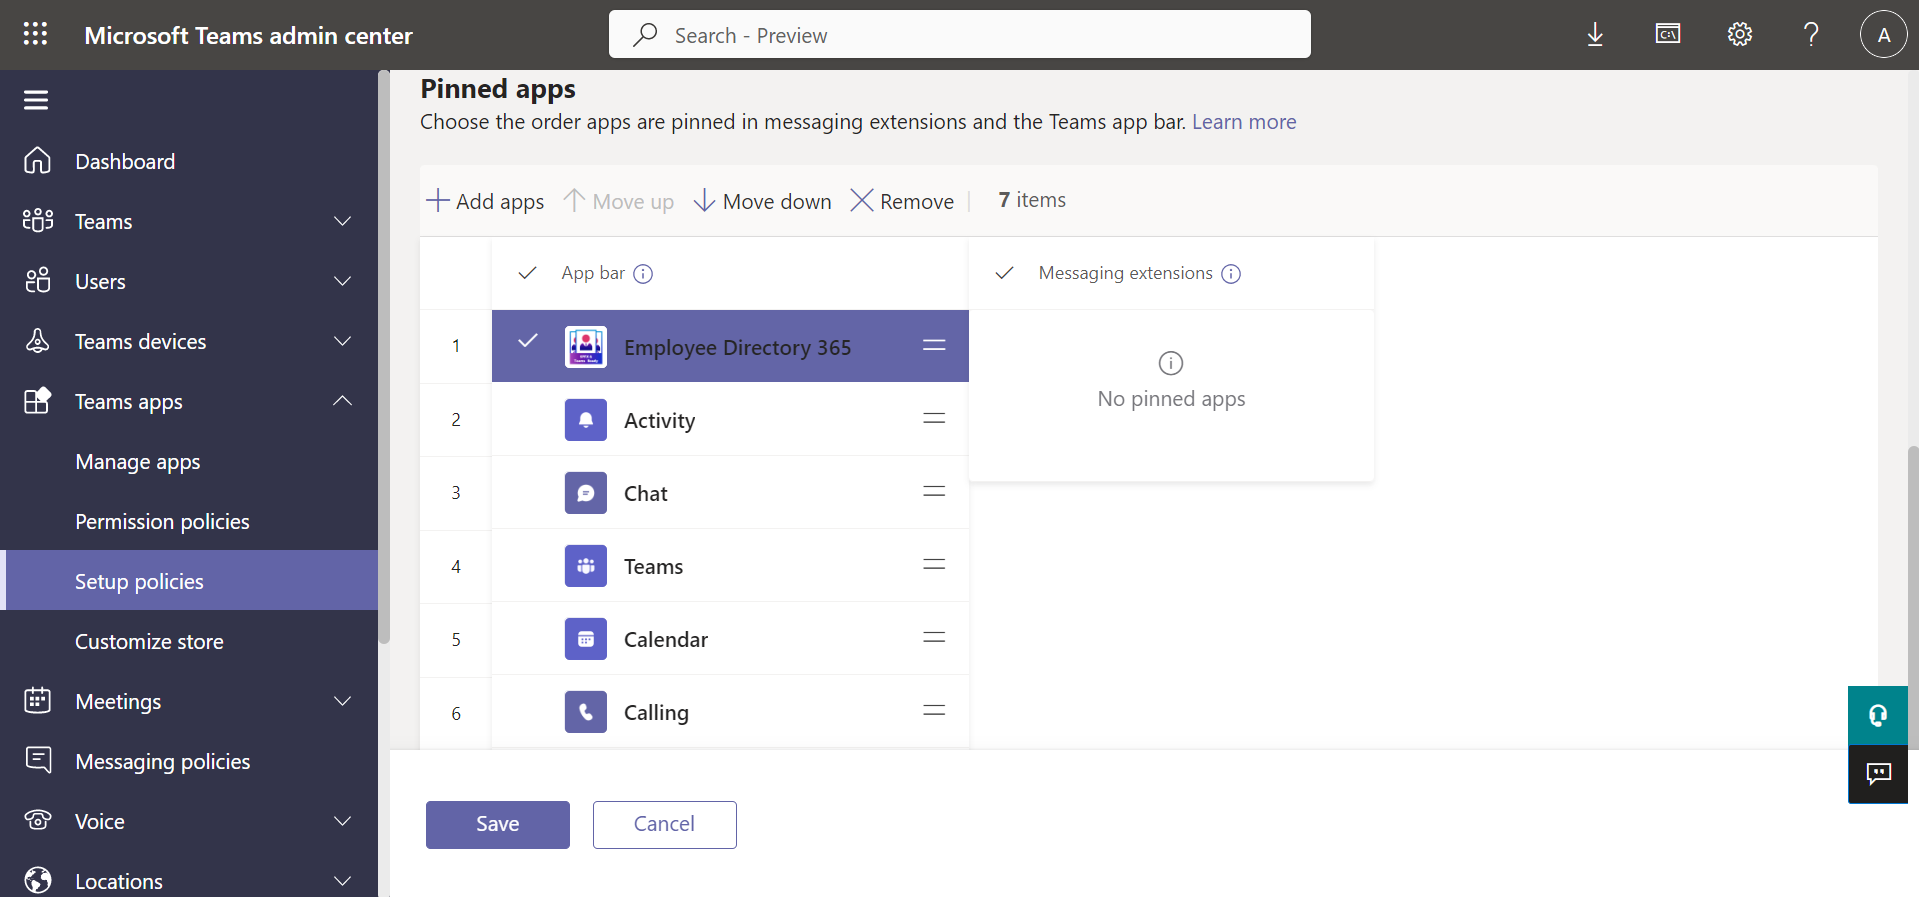 Microsoft Teams admin center
Search - Preview
C:\
A
Dashboard
Teams
Users
Teams devices
Teams apps
Manage apps
Permission policies
Setup policies
Customize store
Meetings
Messaging policies
Voice
Locations
Pinned apps
Choose the order apps are pinned in messaging extensions and the Teams app bar. Learn more
Add apps Move up Move down Remove 7 items
App bar Messaging extensions
1 Employee Directory 365
No pinned apps
2 Activity
3 Chat
4 Teams
5 Calendar
6 Calling
Save Cancel